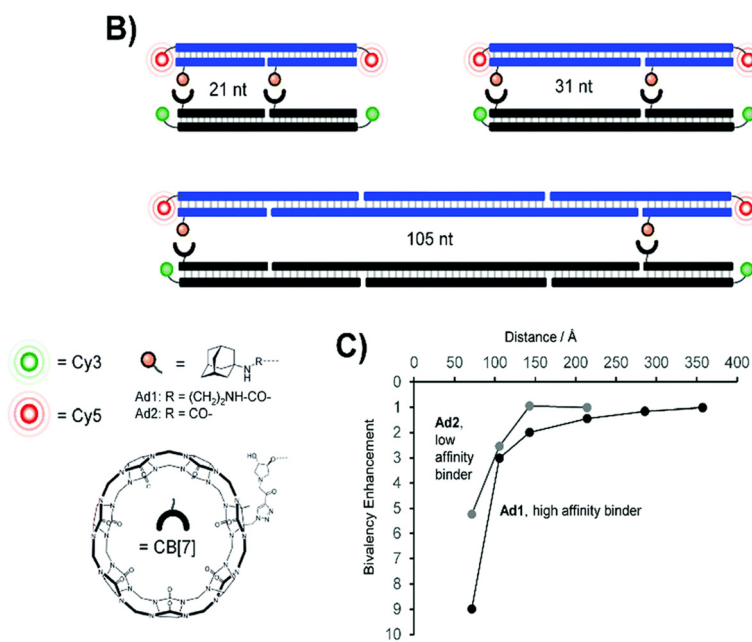 B)
21 nt
31 nt
105 nt
= Cy3
= Cy5
=
N
H
R
Ad1: R = (CH2)2NH-CO-
Ad2: R = CO-
= CB[7]
C)
Distance / Å
0 50 100 150 200 250 300 350 400
Bivalency Enhancement
0
1
2
3
4
5
6
7
8
9
10
Ad2,
low
affinity
binder
Ad1, high affinity binder